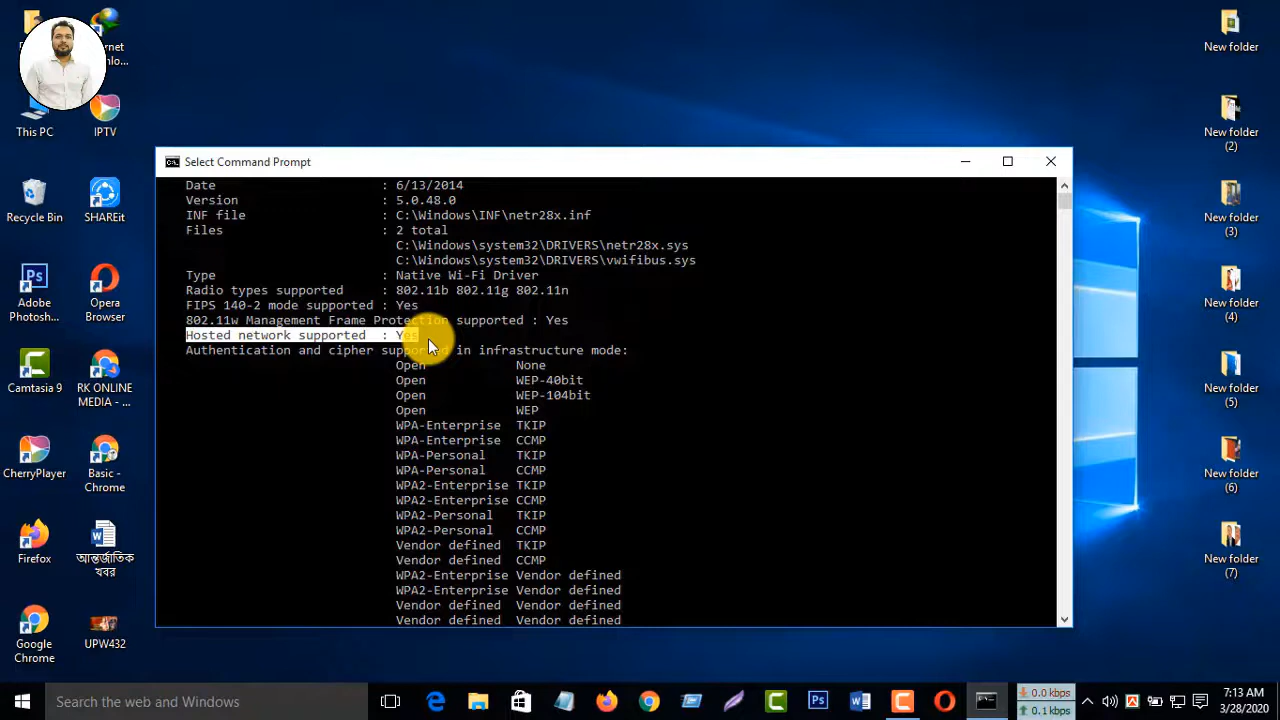 New folder
This PC
IPTV
New folder
(2)
Select Command Prompt
Date : 6/13/2014
Version : 5.0.48.0
INF file : C:\Windows\INF\netr28x.inf
Files : 2 total
C:\Windows\system32\DRIVERS\netr28x.sys
C:\Windows\system32\DRIVERS\vwifibus.sys
Type : Native Wi-Fi Driver
Radio types supported : 802.11b 802.11g 802.11n
FIPS 140-2 mode supported : Yes
802.11w Management Frame Protection supported : Yes
Hosted network supported : Yes
Authentication and cipher supported in infrastructure mode:
Open None
Open WEP-40bit
Open WEP-104bit
Open WEP
WPA-Enterprise TKIP
WPA-Enterprise CCMP
WPA-Personal TKIP
WPA-Personal CCMP
WPA2-Enterprise TKIP
WPA2-Enterprise CCMP
WPA2-Personal TKIP
WPA2-Personal CCMP
Vendor defined TKIP
Vendor defined CCMP
WPA2-Enterprise Vendor defined
WPA2-Enterprise Vendor defined
Vendor defined Vendor defined
Vendor defined Vendor defined
Recycle Bin
SHAREit
New folder
(3)
Adobe
Photosh...
Opera
Browser
New folder
(4)
Camtasia 9
RK ONLINE
MEDIA - ...
New folder
(5)
CherryPlayer
Basic -
Chrome
New folder
(6)
Firefox
আন্তর্জাতিক
খবর
New folder
(7)
Google
Chrome
UPW432
Search the web and Windows
0.0 kbps
0.1 kbps
7:13 AM
3/28/2020